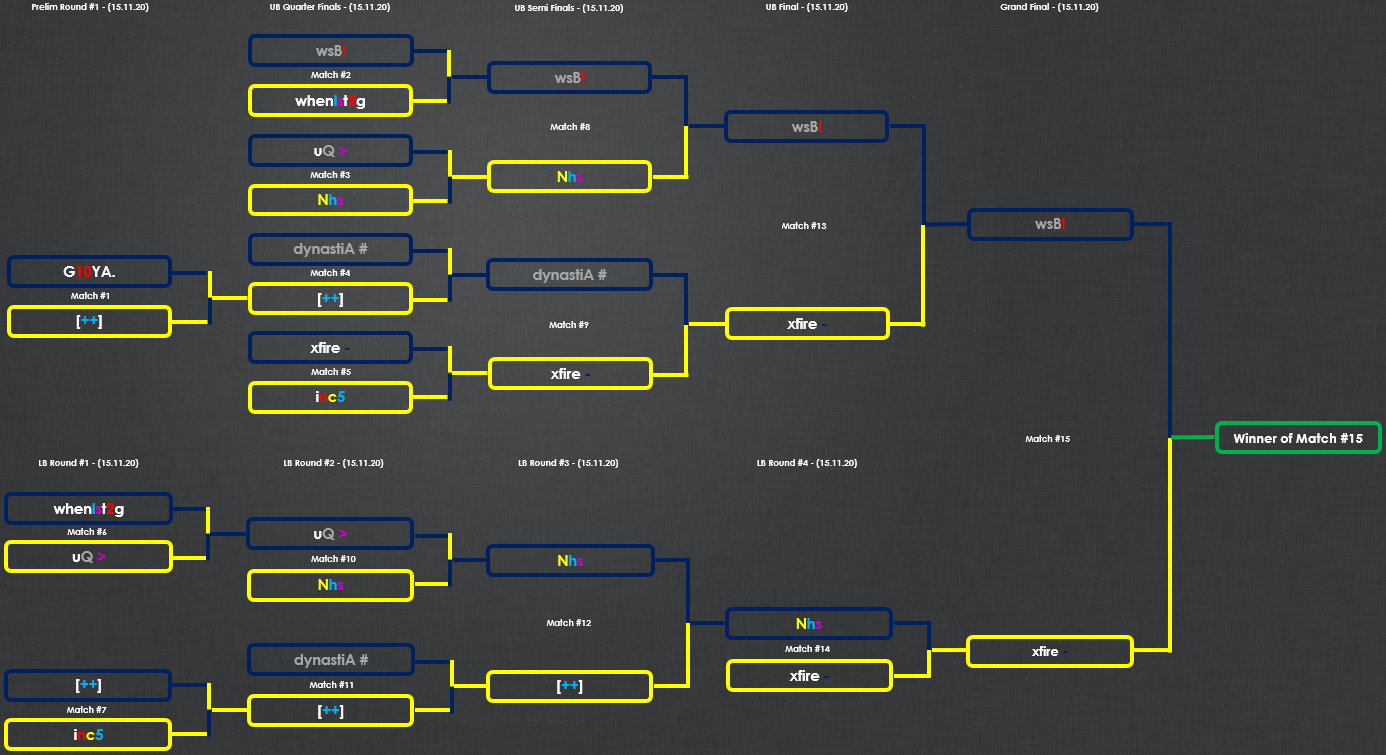 Prelim Round #1 - (15.11.20)
UB Quarter Finals - (15.11.20)
UB Semi Finals - (15.11.20)
UB Final - (15.11.20)
Grand Final - (15.11.20)
wsB!
Match #2
whenIst2g
uQ >
Match #3
Nhs
dynastiA #
Match #4
[++]
xfire -
Match #5
inc5
G10YA.
Match #1
[++]
wsB!
Match #8
Nhs
dynastiA #
Match #9
xfire -
wsB!
Match #13
xfire -
wsB!
Match #15
Winner of Match #15
LB Round #1 - (15.11.20)
LB Round #2 - (15.11.20)
LB Round #3 - (15.11.20)
LB Round #4 - (15.11.20)
whenIst2g
Match #6
uQ >
[++]
Match #7
inc5
uQ >
Match #10
Nhs
dynastiA #
Match #11
[++]
Nhs
Match #12
[++]
Nhs
Match #14
xfire -
xfire -